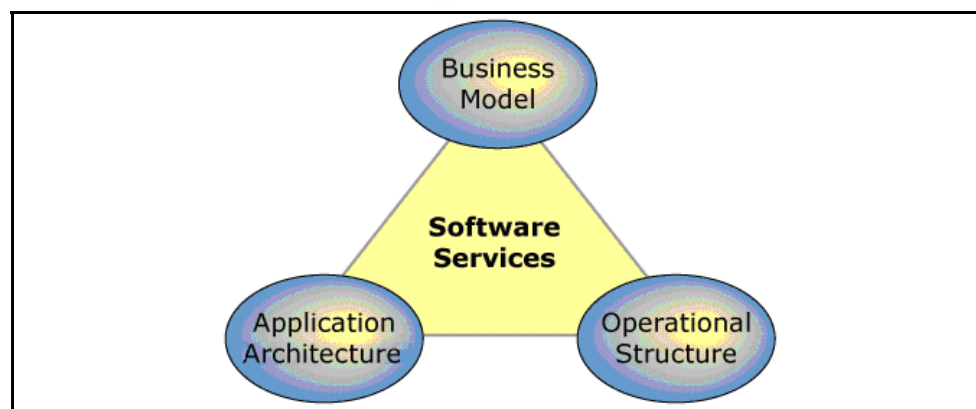 Business
Model
Software
Services
Application
Architecture
Operational
Structure